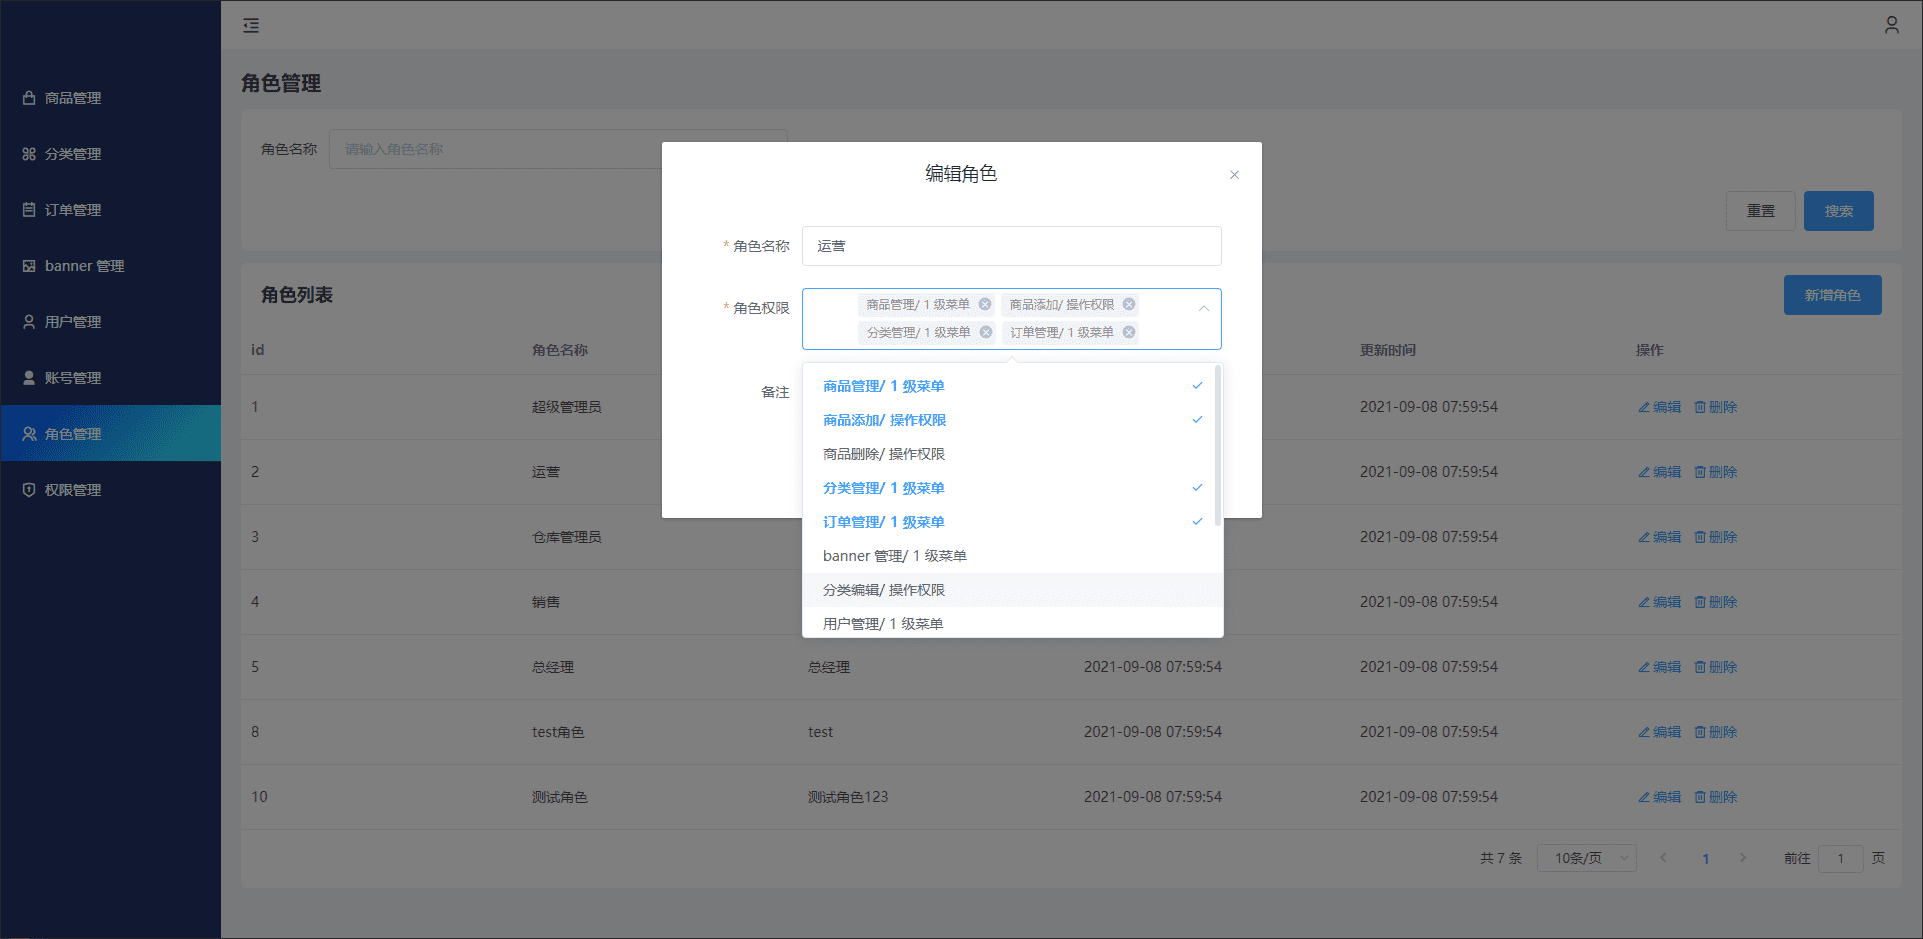 商品管理
分类管理
订单管理
banner 管理
用户管理
账号管理
角色管理
权限管理
角色管理
角色名称 请输入角色名称
重置 搜索
角色列表 新增角色
id 角色名称 更新时间 操作
1 超级管理员 2021-09-08 07:59:54 编辑 删除
2 运营 2021-09-08 07:59:54 编辑 删除
3 仓库管理员 2021-09-08 07:59:54 编辑 删除
4 销售 2021-09-08 07:59:54 编辑 删除
5 总经理 总经理 2021-09-08 07:59:54 2021-09-08 07:59:54 编辑 删除
8 test角色 test 2021-09-08 07:59:54 2021-09-08 07:59:54 编辑 删除
10 测试角色 测试角色123 2021-09-08 07:59:54 2021-09-08 07:59:54 编辑 删除
共 7 条 10条/页 1 前往 1 页
编辑角色
* 角色名称 运营
* 角色权限 商品管理/ 1 级菜单 商品添加/ 操作权限
分类管理/ 1 级菜单 订单管理/ 1 级菜单
备注
商品管理/ 1 级菜单
商品添加/ 操作权限
商品删除/ 操作权限
分类管理/ 1 级菜单
订单管理/ 1 级菜单
banner 管理/ 1 级菜单
分类编辑/ 操作权限
用户管理/ 1 级菜单